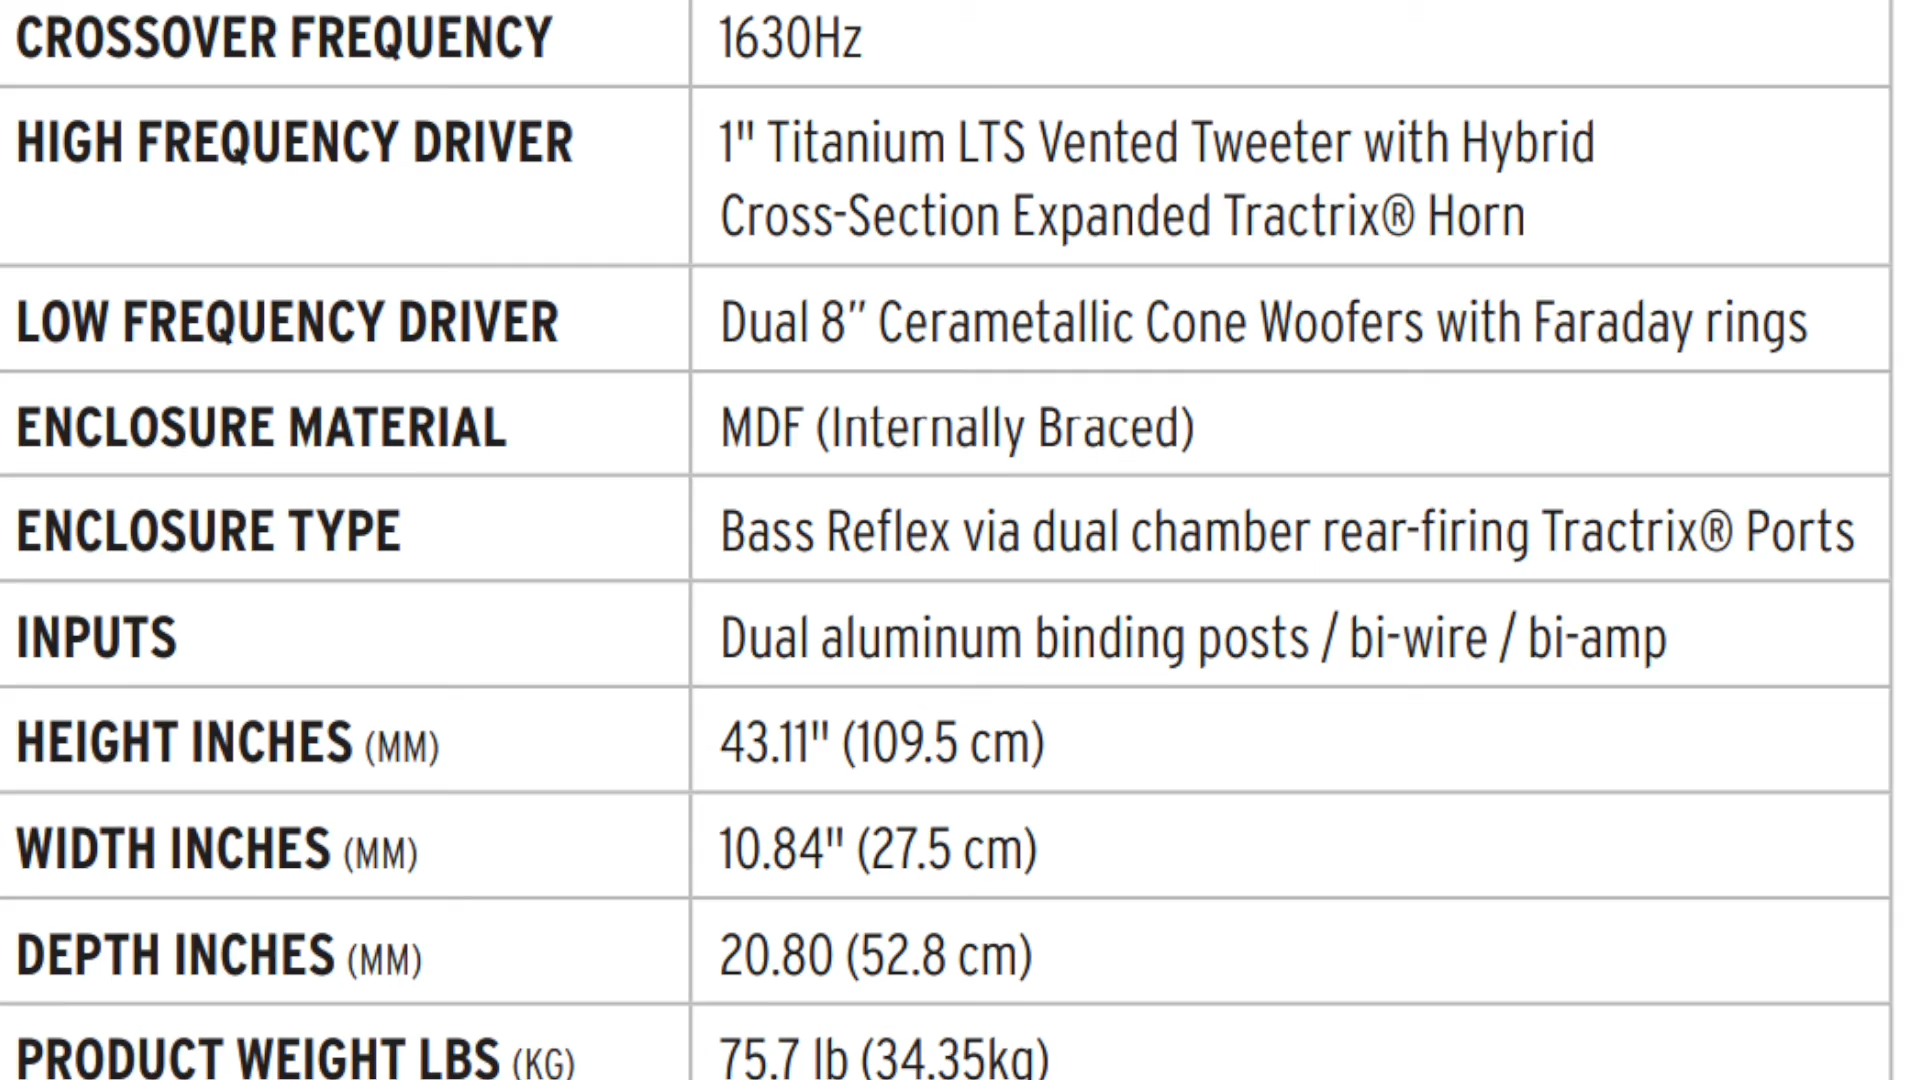 CROSSOVER FREQUENCY 1630Hz
HIGH FREQUENCY DRIVER 1" Titanium LTS Vented Tweeter with Hybrid
Cross-Section Expanded Tractrix® Horn
LOW FREQUENCY DRIVER Dual 8” Cerametallic Cone Woofers with Faraday rings
ENCLOSURE MATERIAL MDF (Internally Braced)
ENCLOSURE TYPE Bass Reflex via dual chamber rear-firing Tractrix® Ports
INPUTS Dual aluminum binding posts / bi-wire / bi-amp
HEIGHT INCHES (MM) 43.11" (109.5 cm)
WIDTH INCHES (MM) 10.84" (27.5 cm)
DEPTH INCHES (MM) 20.80 (52.8 cm)
PRODUCT WEIGHT LBS (KG) 75.7 lb (34.35kg)